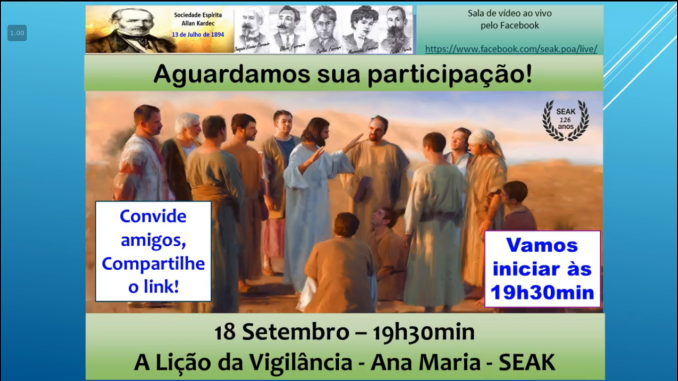 1.00
Sociedade Espírita
Allan Kardec
13 de Julho de 1894
Sala de vídeo ao vivo
pelo Facebook
https://www.facebook.com/seak.poa/live/
Aguardamos sua participação!
SEAK
126
anos
Convide
amigos,
Compartilhe
o link!
Vamos
iniciar às
19h30min
18 Setembro – 19h30min
A Lição da Vigilância - Ana Maria - SEAK